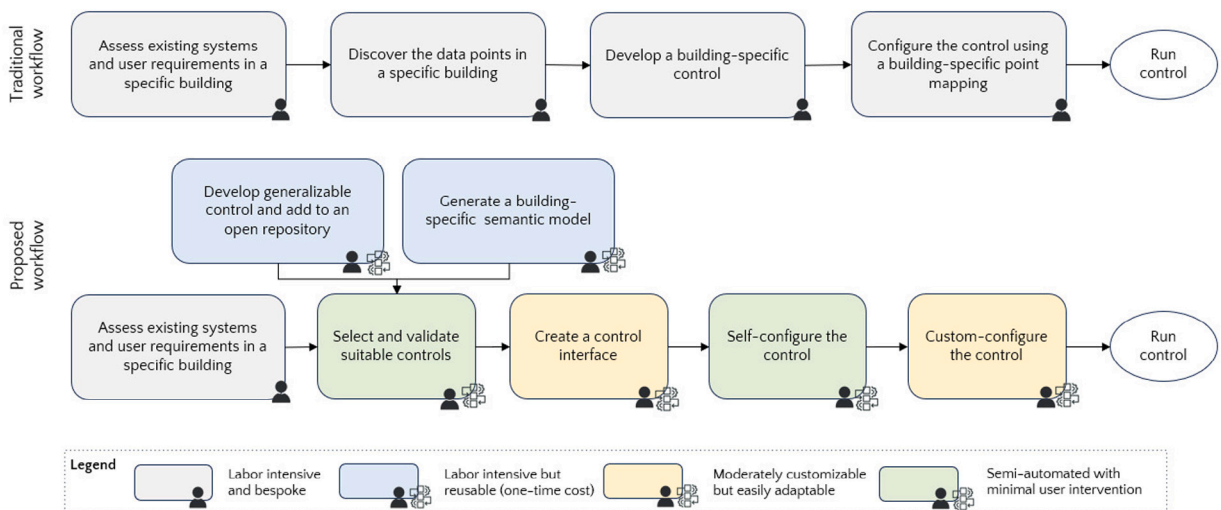 Traditional
workflow
Assess existing systems
and user requirements in a
specific building
Discover the data points in
a specific building
Develop a building-specific
control
Configure the control using
a building-specific point
mapping
Run
control
Proposed
workflow
Develop generalizable
control and add to an
open repository
Generate a building-
specific semantic model
Assess existing systems
and user requirements in a
specific building
Select and validate
suitable controls
Create a control
interface
Self-configure the
control
Custom-configure
the control
Run
control
Legend
Labor intensive
and bespoke
Labor intensive but
reusable (one-time cost)
Moderately customizable
but easily adaptable
Semi-automated with
minimal user intervention